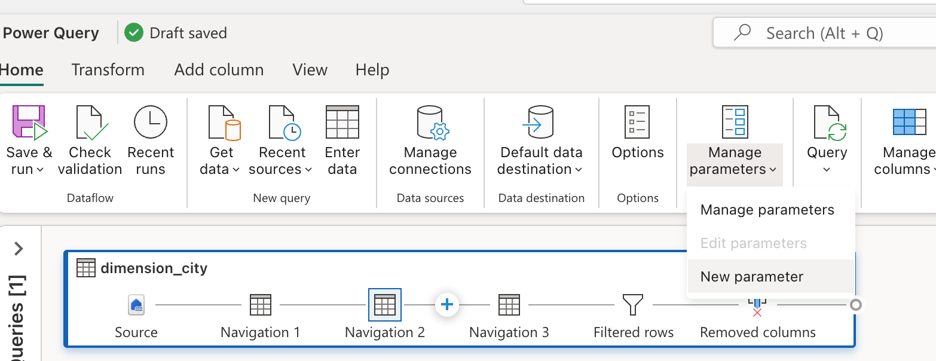 Power Query
Draft saved
Search (Alt + Q)
Home
Transform
Add column
View
Help
Save &
run
Check
validation
Recent
runs
Get
data
Recent
sources
Enter
data
Manage
connections
Default data
destination
Options
Manage
parameters
Query
Manage
columns
Dataflow
New query
Data sources
Data destination
Options
Manage parameters
Edit parameters
New parameter
Queries [1]
dimension_city
Source
Navigation 1
Navigation 2
Navigation 3
Filtered rows
Removed columns